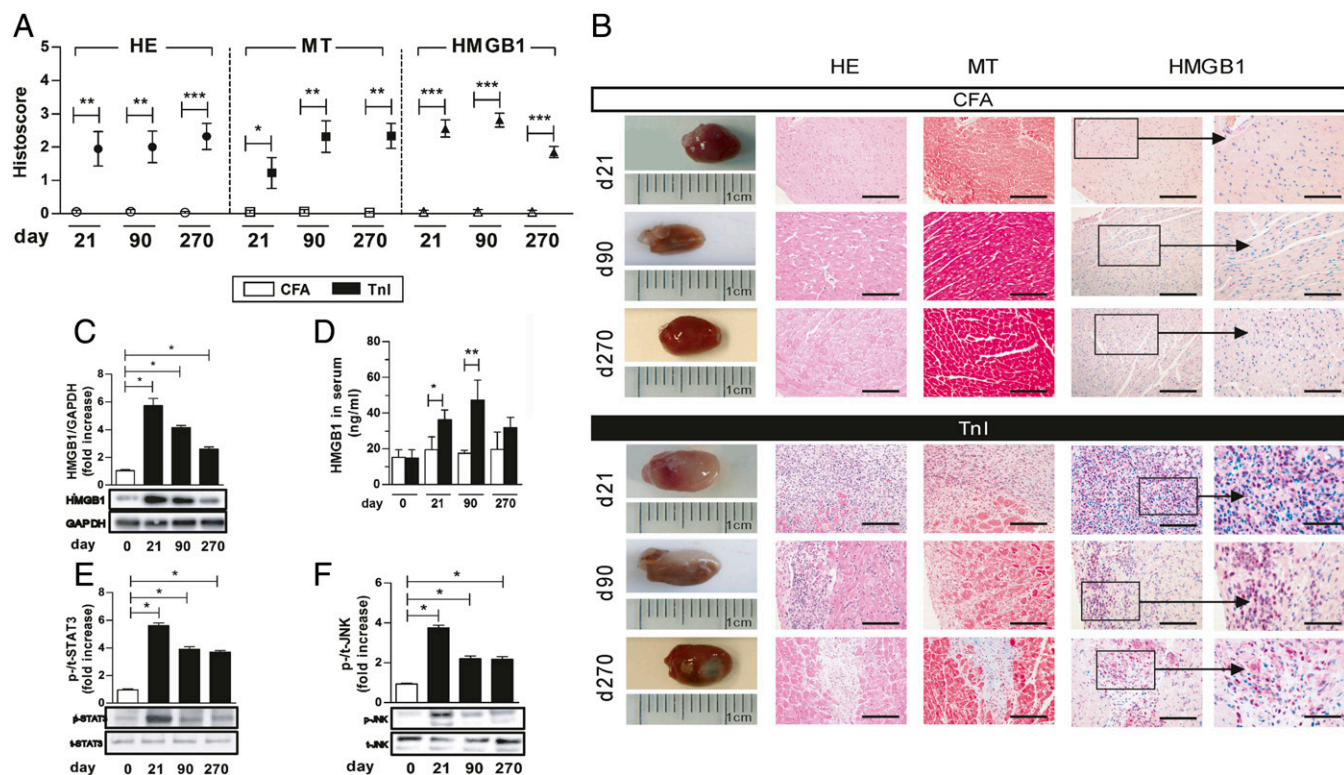 A
HE
MT
HMGB1
Histoscore
5
4
3
2
1
0
**
**
***
*
**
**
***
***
***
day
21
90
270
21
90
270
21
90
270
CFA
TnI
B
HE
MT
HMGB1
CFA
d21
1cm
d90
1cm
d270
1cm
TnI
d21
1cm
d90
1cm
d270
1cm
C
HMGB1/GAPDH
(fold increase)
8
6
4
2
0
*
*
*
HMGB1
GAPDH
day
0
21
90
270
D
HMGB1 in serum
(ng/ml)
80
60
40
20
0
*
**
day
0
21
90
270
E
p-/t-STAT3
(fold increase)
8
6
4
2
0
*
*
*
p-STAT3
t-STAT3
day
0
21
90
270
F
p-/t-JNK
(fold increase)
6
4
2
0
*
*
*
p-JNK
t-JNK
day
0
21
90
270